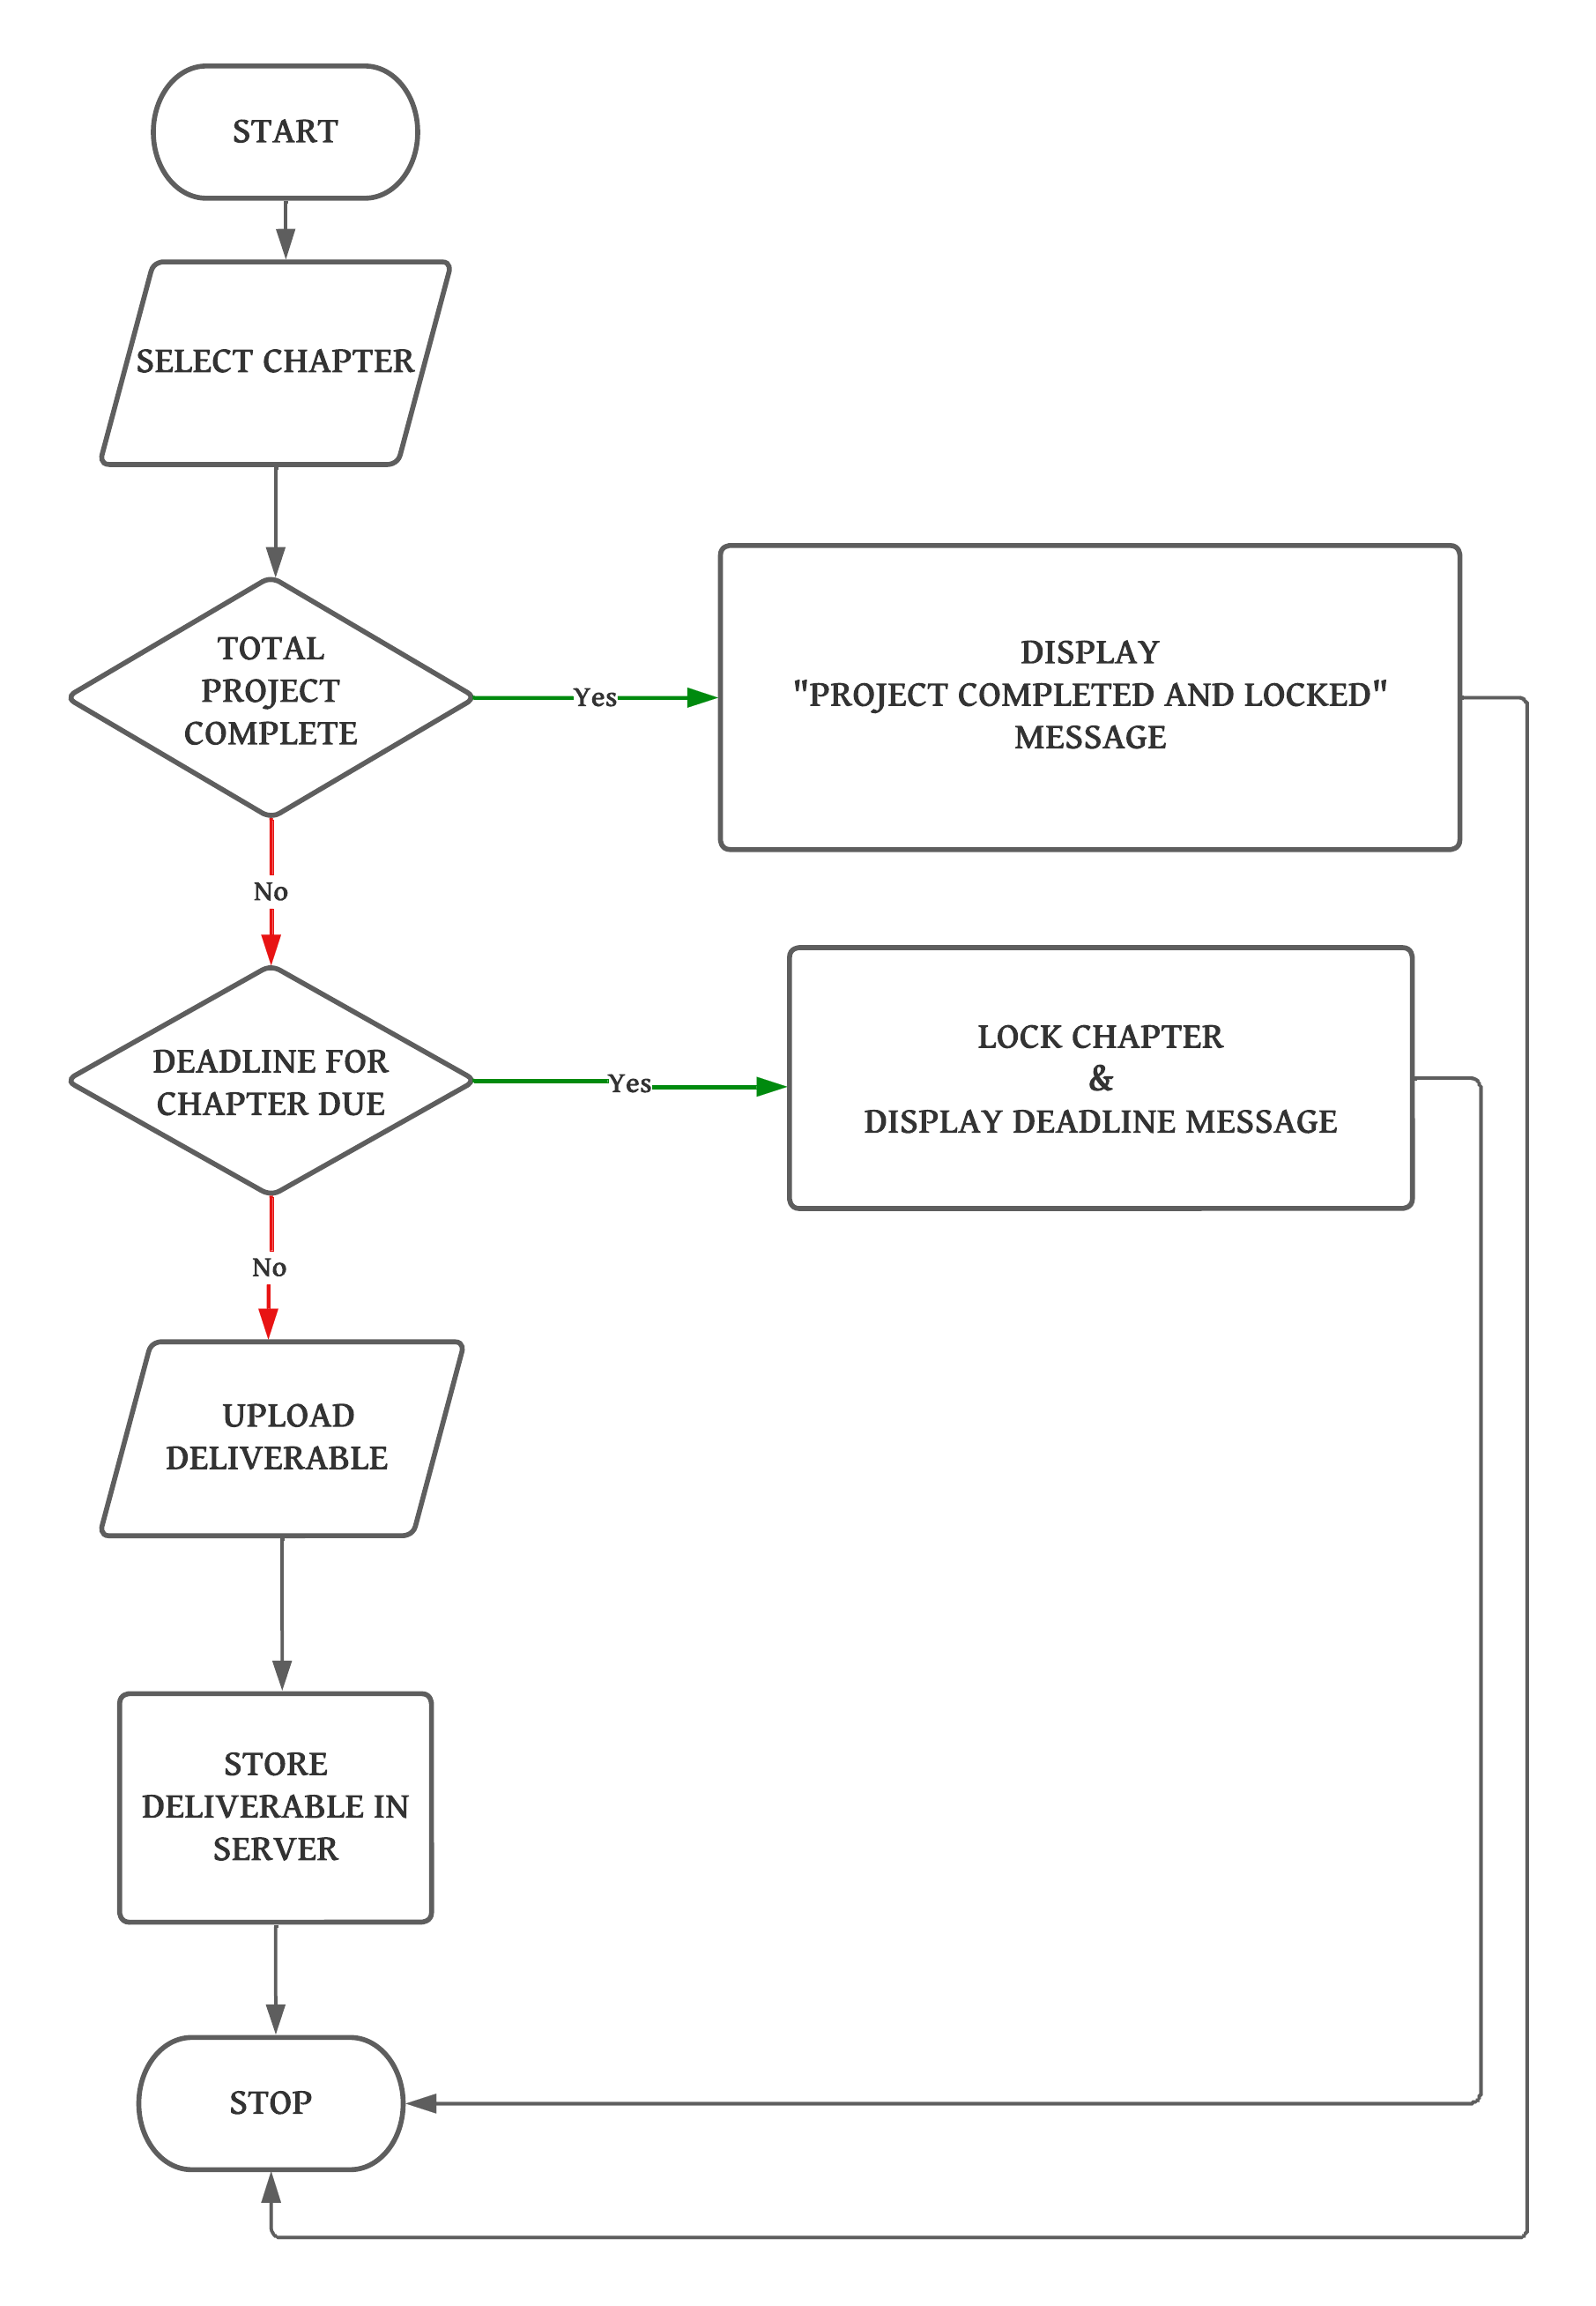 START
SELECT CHAPTER
TOTAL
PROJECT
COMPLETE
Yes
DISPLAY
"PROJECT COMPLETED AND LOCKED"
MESSAGE
No
DEADLINE FOR
CHAPTER DUE
Yes
LOCK CHAPTER
&
DISPLAY DEADLINE MESSAGE
No
UPLOAD
DELIVERABLE
STORE
DELIVERABLE IN
SERVER
STOP